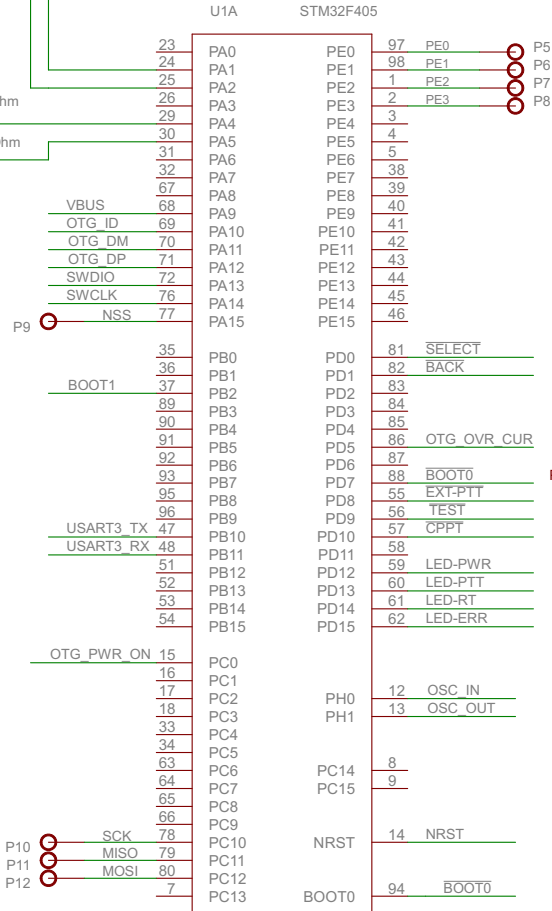 U1A STM32F405
23 PA0 PE0 97 PE0 P5
24 PA1 PE1 98 PE1 P6
25 PA2 PE2 1 PE2 P7
hm 26 PA3 PE3 2 PE3 P8
29 PA4 PE4 3
hm 30 PA5 PE5 4
31 PA6 PE6 5
32 PA7 PE7 38
67 PA8 PE8 39
VBUS 68 PA9 PE9 40
OTG_ID 69 PA10 PE10 41
OTG_DM 70 PA11 PE11 42
OTG_DP 71 PA12 PE12 43
SWDIO 72 PA13 PE13 44
SWCLK 76 PA14 PE14 45
P9 NSS 77 PA15 PE15 46
35 PB0 PD0 81 SELECT
36 PB1 PD1 82 BACK
BOOT1 37 PB2 PD2 83
89 PB3 PD3 84
90 PB4 PD4 85
91 PB5 PD5 86 OTG_OVR_CUR
92 PB6 PD6 87
93 PB7 PD7 88 BOOT0
95 PB8 PD8 55 EXT-PTT
96 PB9 PD9 56 TEST
USART3_TX 47 PB10 PD10 57 CPPT
USART3_RX 48 PB11 PD11 58
51 PB12 PD12 59 LED-PWR
52 PB13 PD13 60 LED-PTT
53 PB14 PD14 61 LED-RT
54 PB15 PD15 62 LED-ERR
OTG_PWR_ON 15 PC0
16 PC1
17 PC2 PH0 12 OSC_IN
18 PC3 PH1 13 OSC_OUT
33 PC4
34 PC5
63 PC6 PC14 8
64 PC7 PC15 9
65 PC8
66 PC9
P10 SCK 78 PC10 NRST 14 NRST
P11 MISO 79 PC11
P12 MOSI 80 PC12
7 PC13 BOOT0 94 BOOT0